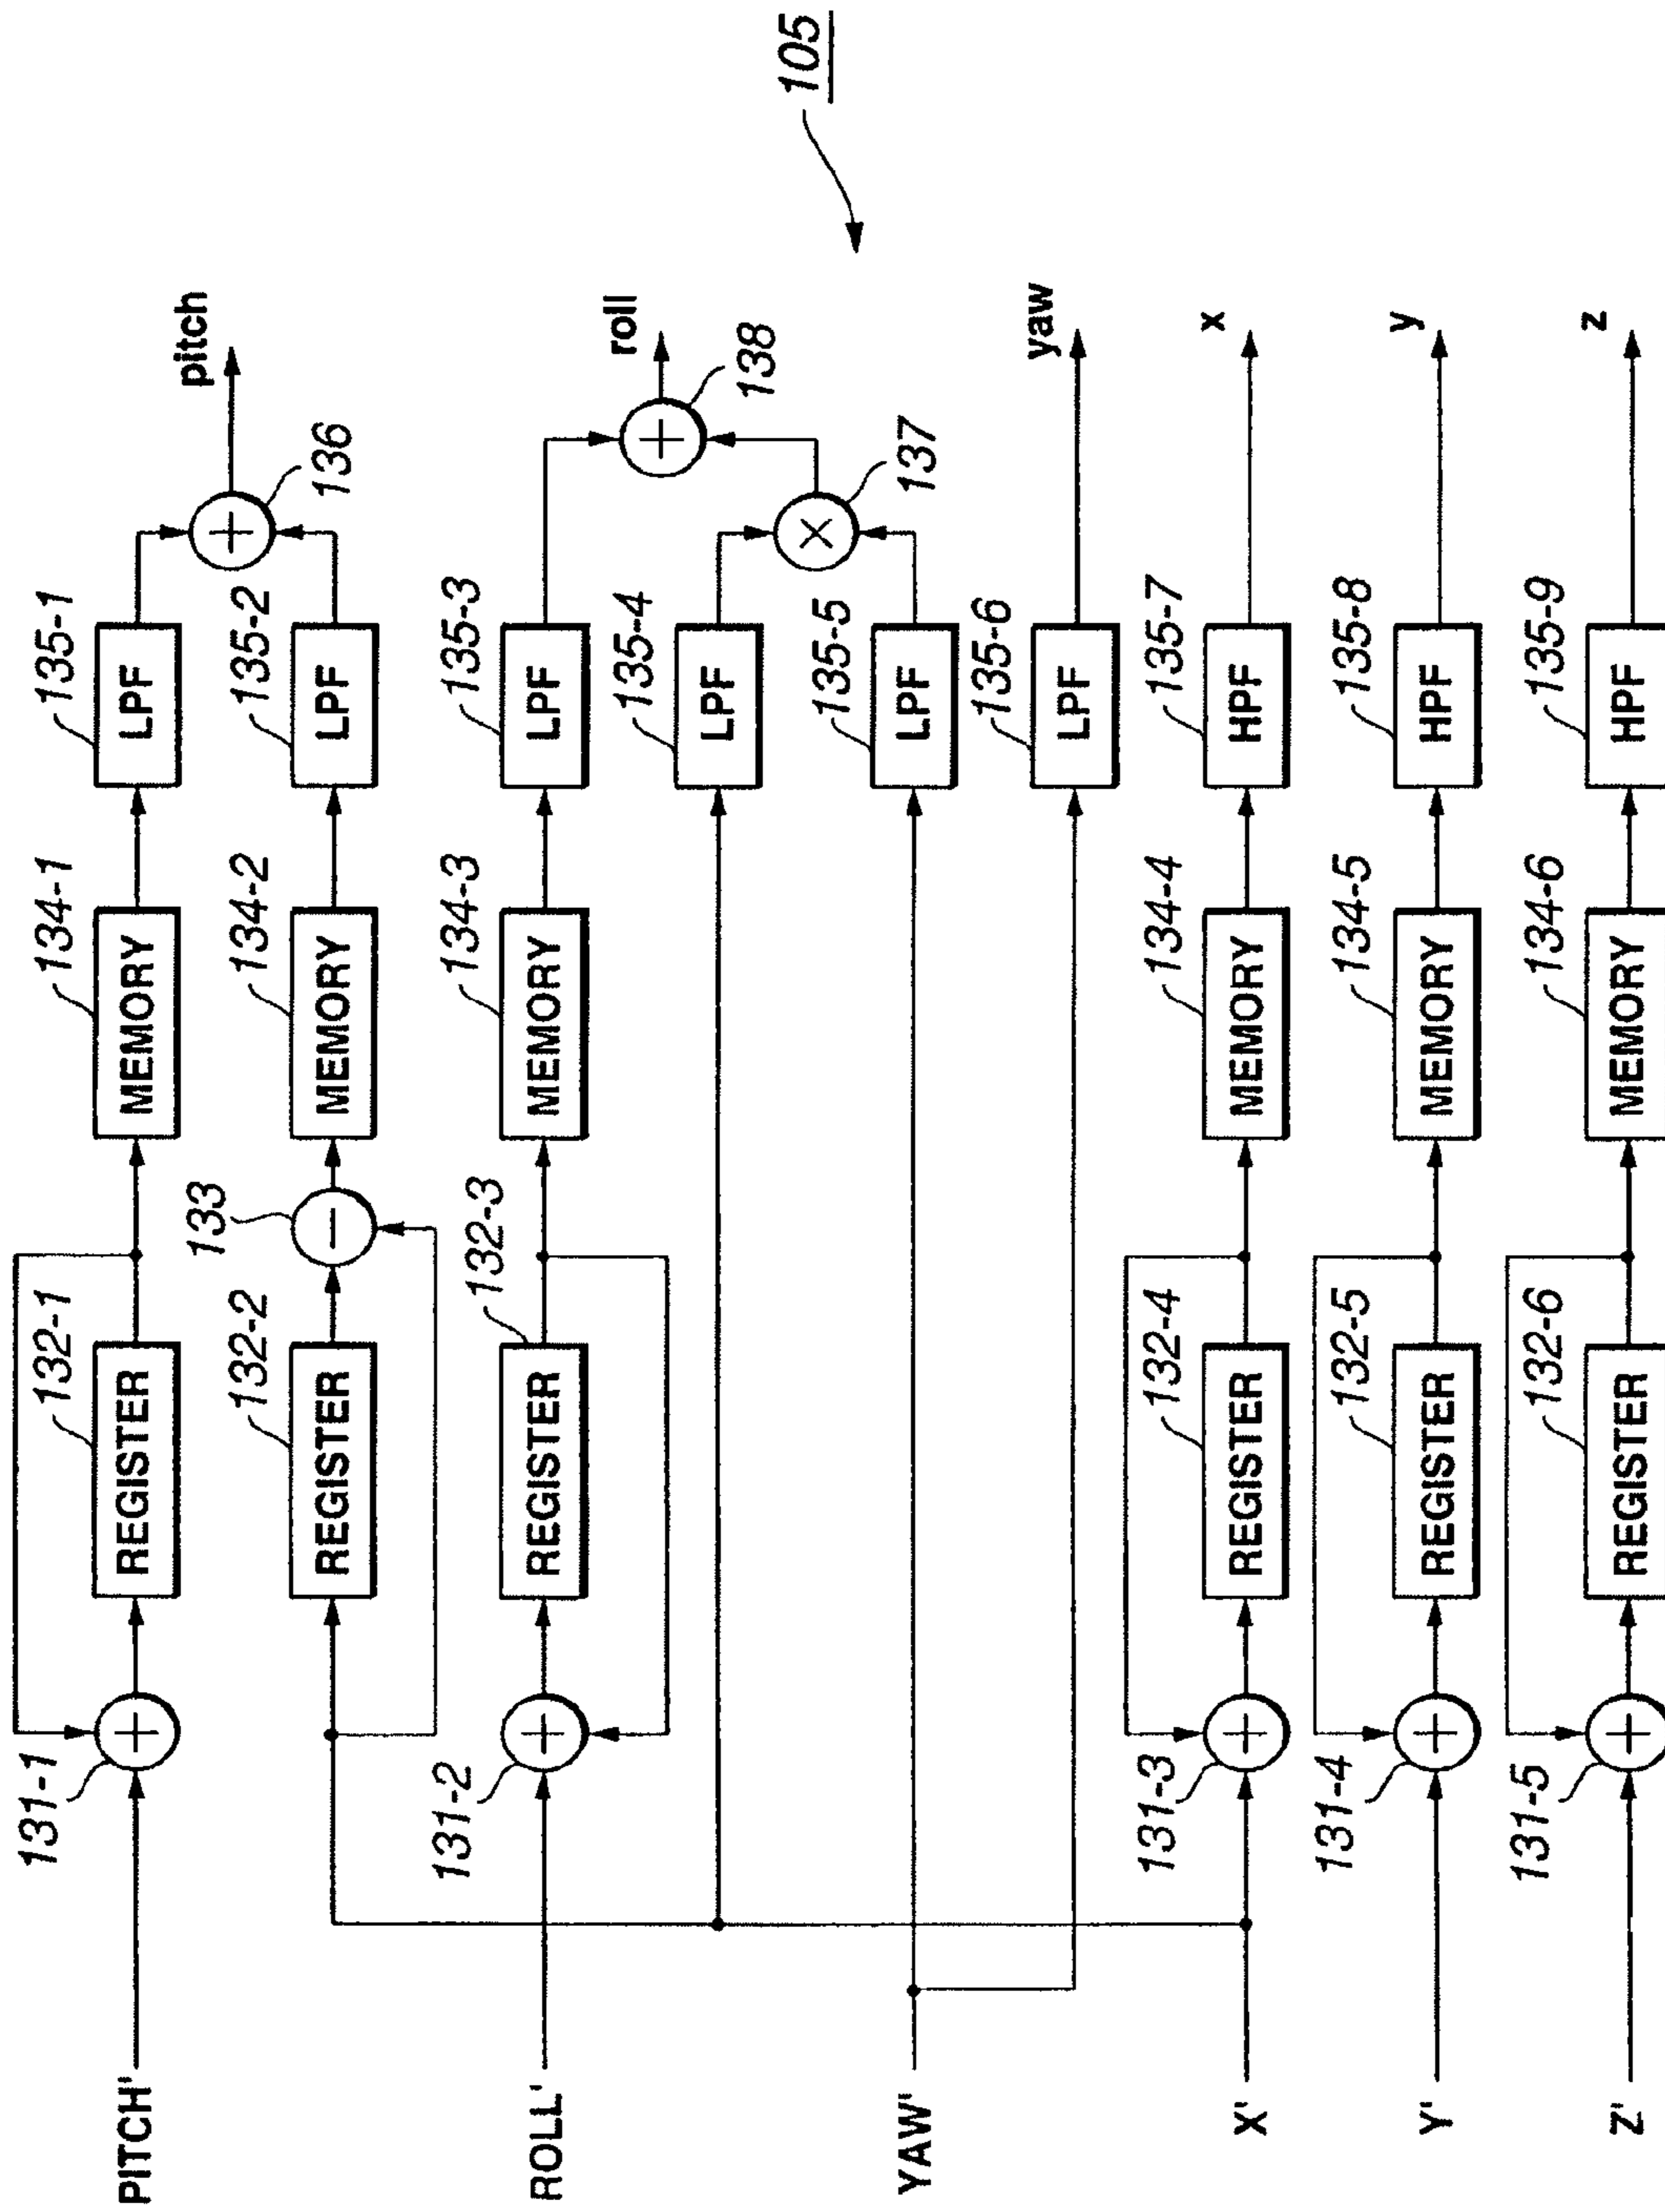 105
pitch
136
135-1
LPF
134-1
MEMORY
132-1
REGISTER
131-1
PITCH'
135-2
LPF
134-2
MEMORY
133
132-2
REGISTER
roll
138
137
135-3
LPF
134-3
MEMORY
132-3
REGISTER
131-2
ROLL'
135-4
LPF
135-5
LPF
YAW'
yaw
135-6
LPF
x
135-7
HPF
134-4
MEMORY
132-4
REGISTER
131-3
X'
y
135-8
HPF
134-5
MEMORY
132-5
REGISTER
131-4
Y'
z
135-9
HPF
134-6
MEMORY
132-6
REGISTER
131-5
Z'